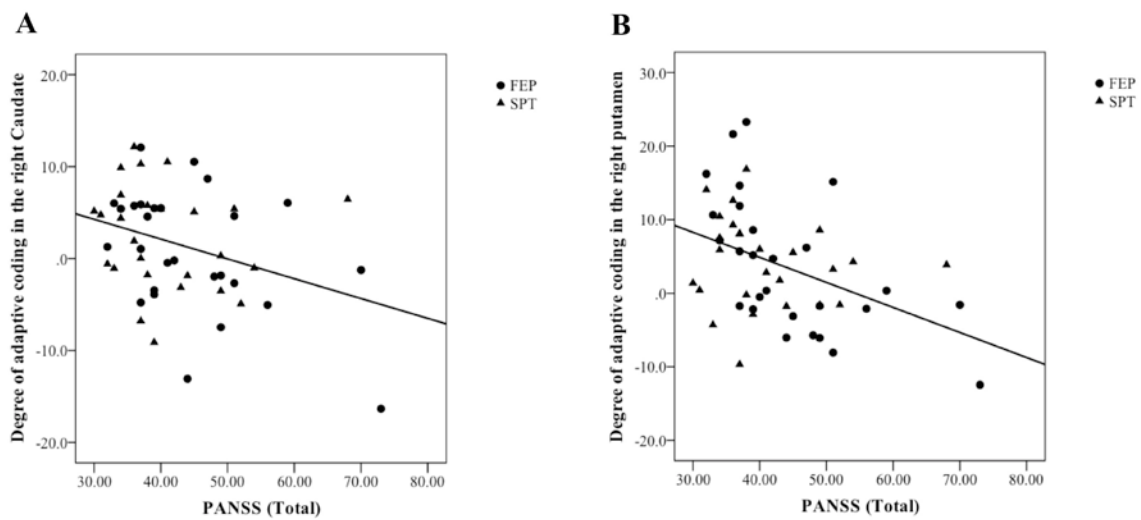 A
Degree of adaptive coding in the right Caudate
20.0
10.0
.0
-10.0
-20.0
30.00 40.00 50.00 60.00 70.00 80.00
PANSS (Total)
FEP
SPT
B
Degree of adaptive coding in the right putamen
30.0
20.0
10.0
.0
-10.0
-20.0
30.00 40.00 50.00 60.00 70.00 80.00
PANSS (Total)
FEP
SPT